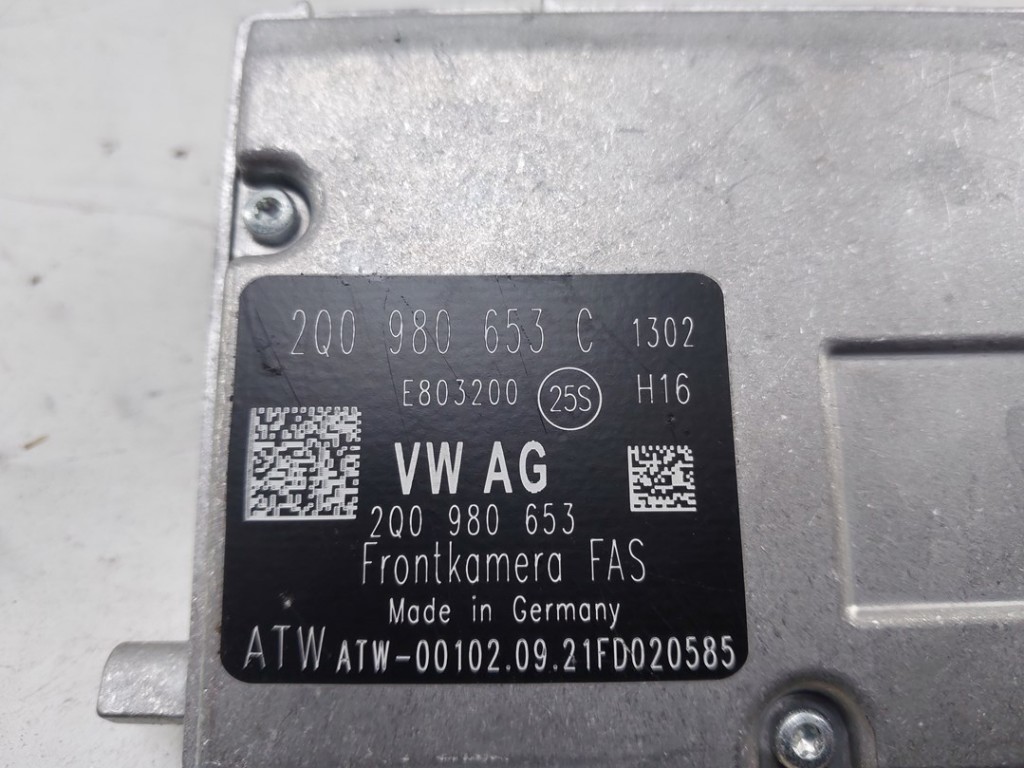 2Q0 980 653 C 1302
E803200 25S H16
VW AG
2Q0 980 653
Frontkamera FAS
Made in Germany
ATW ATW-00102.09.21FD020585